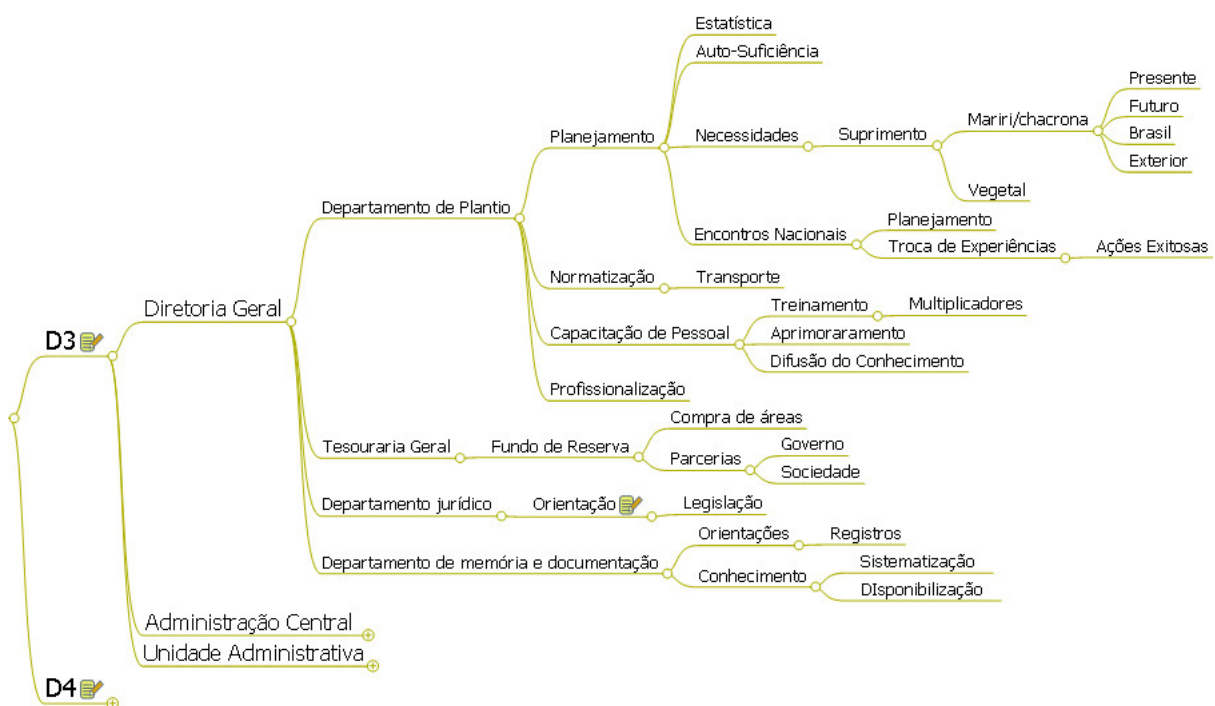 Estatística
Auto-Suficiência
Presente
Futuro
Mariri/chacrona
Brasil
Planejamento
Necessidades
Suprimento
Exterior
Vegetal
Departamento de Plantio
Planejamento
Encontros Nacionais
Troca de Experiências
Ações Exitosas
Normatização
Transporte
Diretoria Geral
Treinamento
Multiplicadores
D3
Capacitação de Pessoal
Aprimoraramento
Difusão do Conhecimento
Profissionalização
Compra de áreas
Tesouraria Geral
Fundo de Reserva
Governo
Parcerias
Sociedade
Departamento jurídico
Orientação
Legislação
Orientações
Registros
Departamento de memória e documentação
Sistematização
Conhecimento
DIsponibilização
Administração Central
Unidade Administrativa
D4